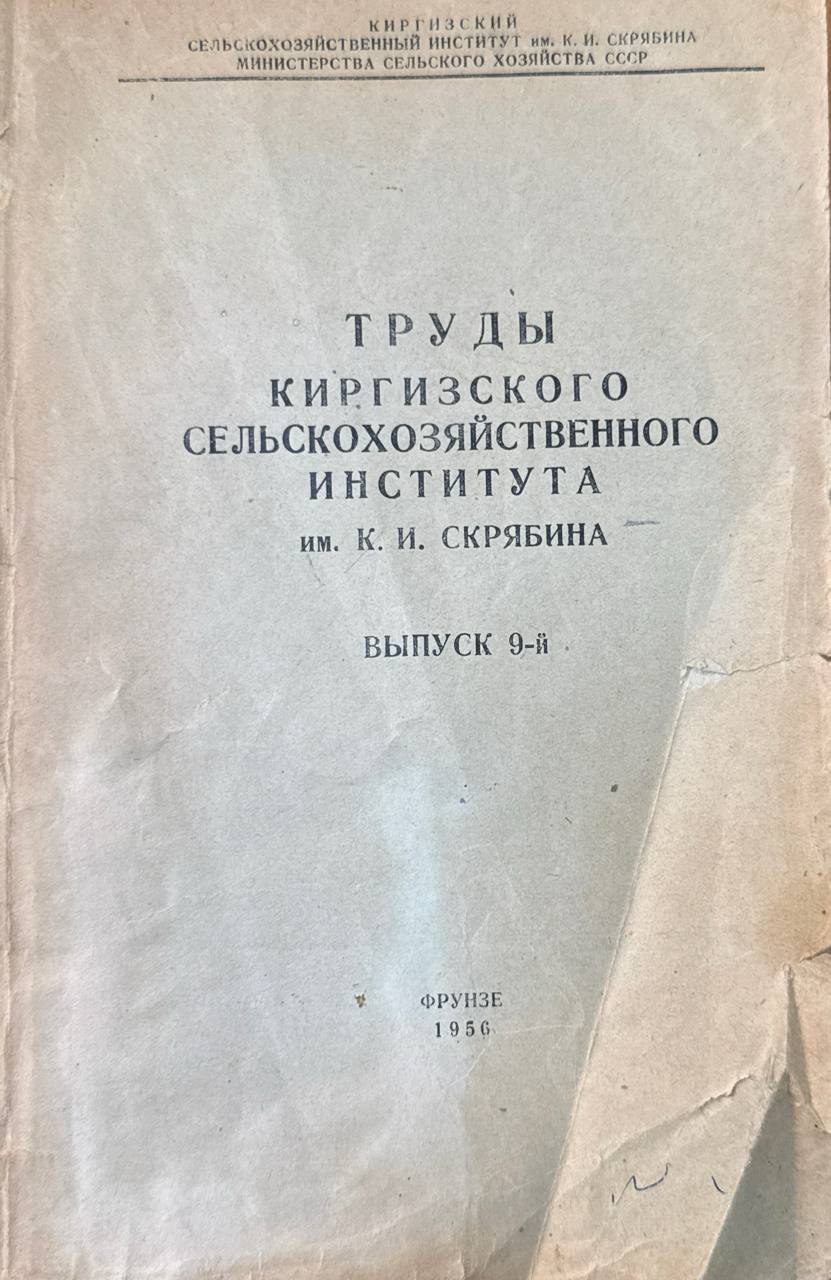 КИРГИЗСКИЙ
СЕЛЬСКОХОЗЯЙСТВЕННЫЙ ИНСТИТУТ им. К. И. СКРЯБИНА
МИНИСТЕРСТВА СЕЛЬСКОГО ХОЗЯЙСТВА СССР
ТРУДЫ
КИРГИЗСКОГО
СЕЛЬСКОХОЗЯЙСТВЕННОГО
ИНСТИТУТА
им. К. И. СКРЯБИНА
ВЫПУСК 9-й
ФРУНЗЕ
1956